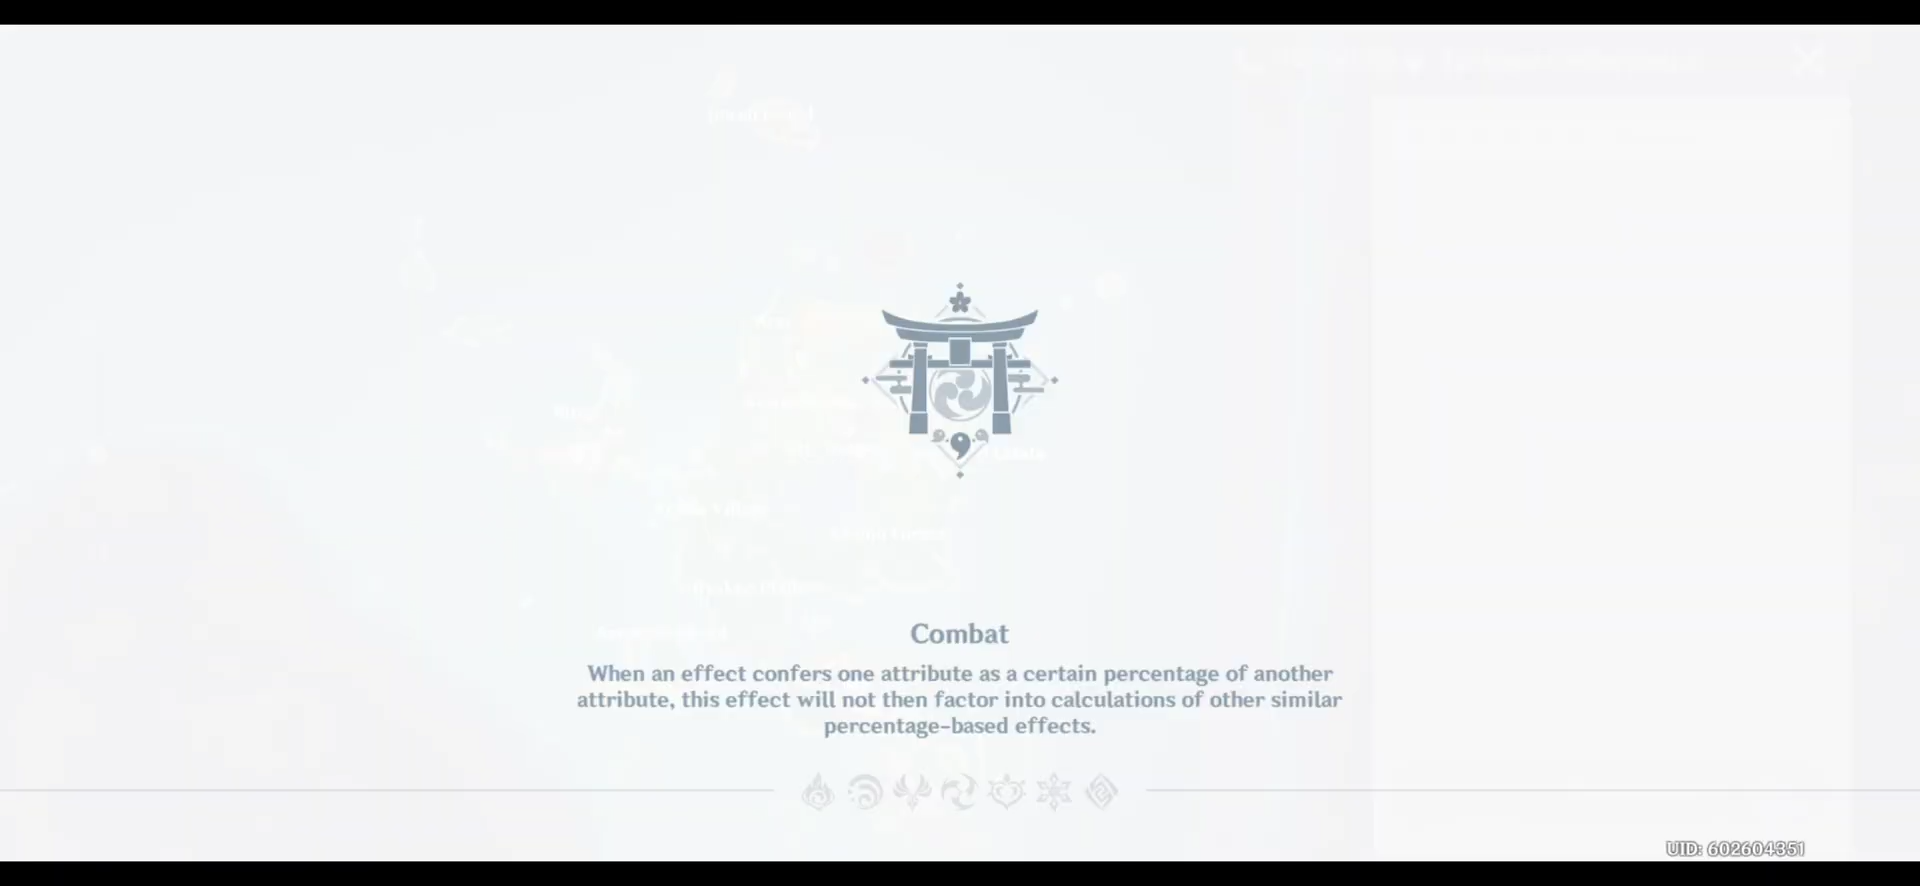 Combat
When an effect confers one attribute as a certain percentage of another
attribute, this effect will not then factor into calculations of other similar
percentage-based effects.
UID: 602604351